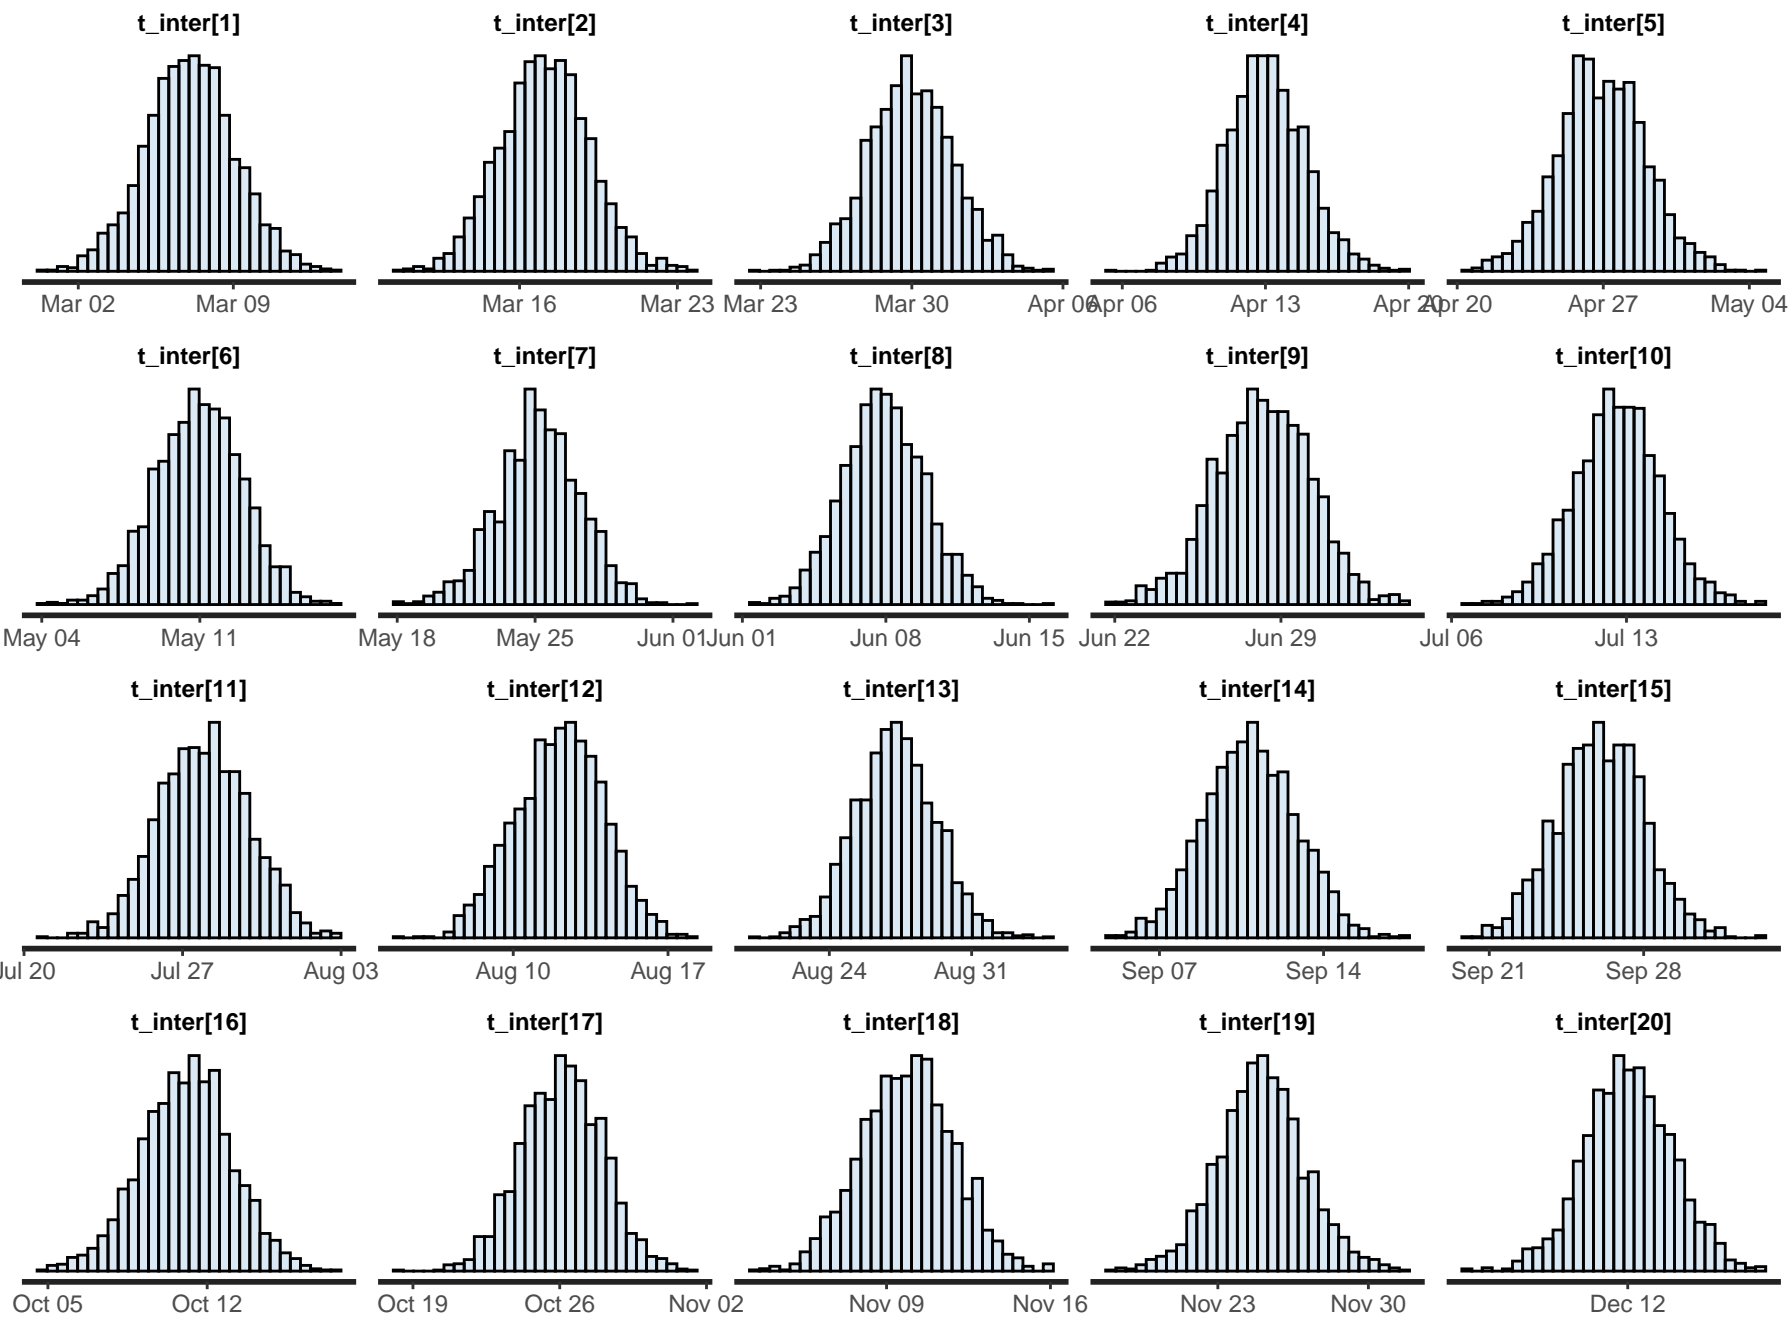 t_inter[1] t_inter[2] t_inter[3] t_inter[4] t_inter[5]
Mar 02 Mar 09 Mar 16 Mar 23 Mar 23 Mar 30 Apr 06 Apr 06 Apr 13 Apr 20 Apr 20 Apr 27 May 04
t_inter[6] t_inter[7] t_inter[8] t_inter[9] t_inter[10]
May 04 May 11 May 18 May 25 Jun 01 Jun 01 Jun 08 Jun 15 Jun 22 Jun 29 Jul 06 Jul 13
t_inter[11] t_inter[12] t_inter[13] t_inter[14] t_inter[15]
Jul 20 Jul 27 Aug 03 Aug 10 Aug 17 Aug 24 Aug 31 Sep 07 Sep 14 Sep 21 Sep 28
t_inter[16] t_inter[17] t_inter[18] t_inter[19] t_inter[20]
Oct 05 Oct 12 Oct 19 Oct 26 Nov 02 Nov 09 Nov 16 Nov 23 Nov 30 Dec 12